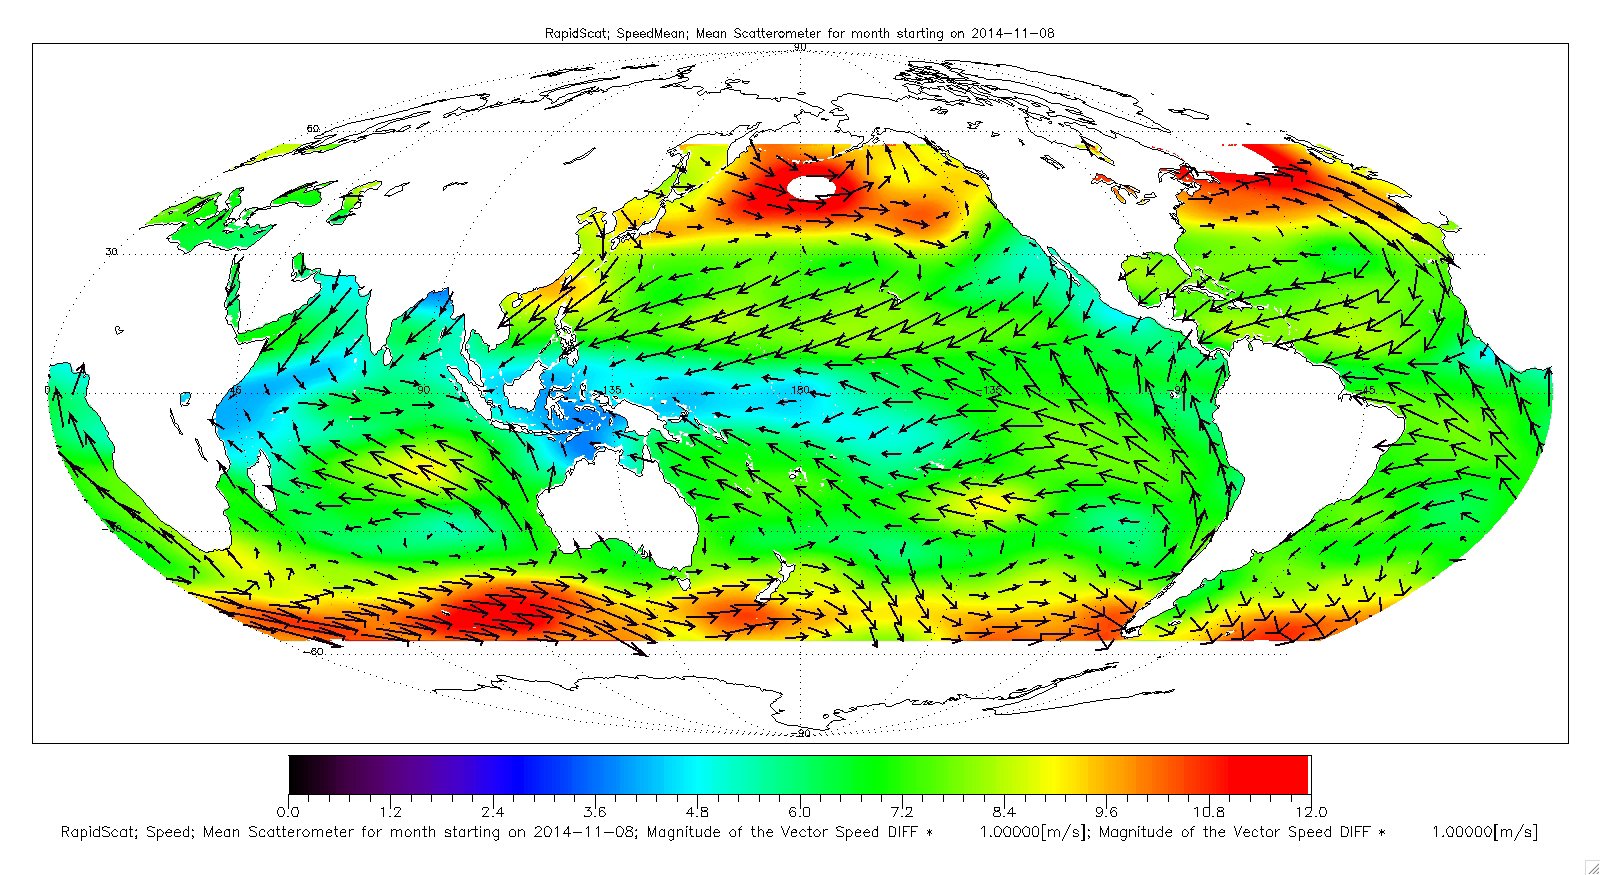 RapidScat; SpeedMean; Mean Scatterometer for month starting on 2014-11-08
90
60
30
0 45 90 135 180 -135 -90 -45
-30
-60
-90
0.0 1.2 2.4 3.6 4.8 6.0 7.2 8.4 9.6 10.8 12.0
RapidScat; Speed; Mean Scatterometer for month starting on 2014-11-08; Magnitude of the Vector Speed DIFF * 1.00000[m/s]; Magnitude of the Vector Speed DIFF * 1.00000[m/s]